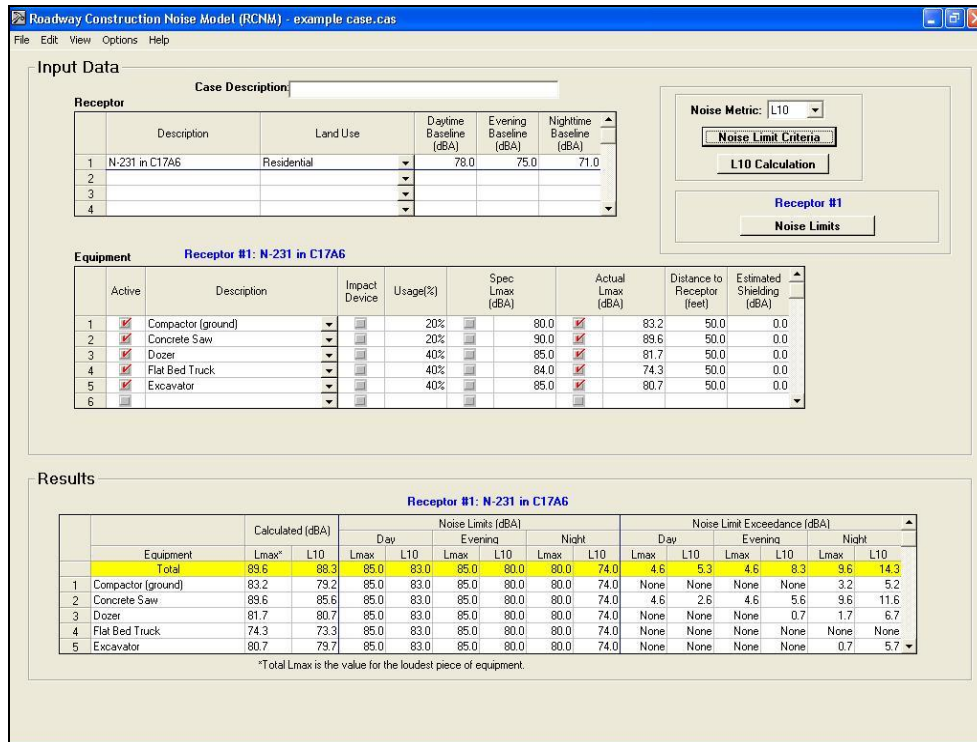 Roadway Construction Noise Model (RCNM) - example case.cas
File Edit View Options Help
Input Data
Case Description:
Receptor
Description Land Use Daytime Baseline (dBA) Evening Baseline (dBA) Nighttime Baseline (dBA)
1 N-231 in C17A6 Residential 78.0 75.0 71.0
2
3
4
Noise Metric: L10
Noise Limit Criteria
L10 Calculation
Receptor #1
Noise Limits
Equipment Receptor #1: N-231 in C17A6
Active Description Impact Device Usage(%) Spec Lmax (dBA) Actual Lmax (dBA) Distance to Receptor (feet) Estimated Shielding (dBA)
1 Compactor (ground) 20% 80.0 83.2 50.0 0.0
2 Concrete Saw 20% 90.0 89.6 50.0 0.0
3 Dozer 40% 85.0 81.7 50.0 0.0
4 Flat Bed Truck 40% 84.0 74.3 50.0 0.0
5 Excavator 40% 85.0 80.7 50.0 0.0
6
Results
Receptor #1: N-231 in C17A6
Calculated (dBA) Noise Limits (dBA) Noise Limit Exceedance (dBA)
Day Evening Night Day Evening Night
Equipment Lmax* L10 Lmax L10 Lmax L10 Lmax L10 Lmax L10 Lmax L10 Lmax L10
Total 89.6 88.3 85.0 83.0 85.0 80.0 80.0 74.0 4.6 5.3 4.6 8.3 9.6 14.3
1 Compactor (ground) 83.2 79.2 85.0 83.0 85.0 80.0 80.0 74.0 None None None None 3.2 5.2
2 Concrete Saw 89.6 85.6 85.0 83.0 85.0 80.0 80.0 74.0 4.6 2.6 4.6 5.6 9.6 11.6
3 Dozer 81.7 80.7 85.0 83.0 85.0 80.0 80.0 74.0 None None None 0.7 1.7 6.7
4 Flat Bed Truck 74.3 73.3 85.0 83.0 85.0 80.0 80.0 74.0 None None None None None None
5 Excavator 80.7 79.7 85.0 83.0 85.0 80.0 80.0 74.0 None None None None 0.7 5.7
*Total Lmax is the value for the loudest piece of equipment.